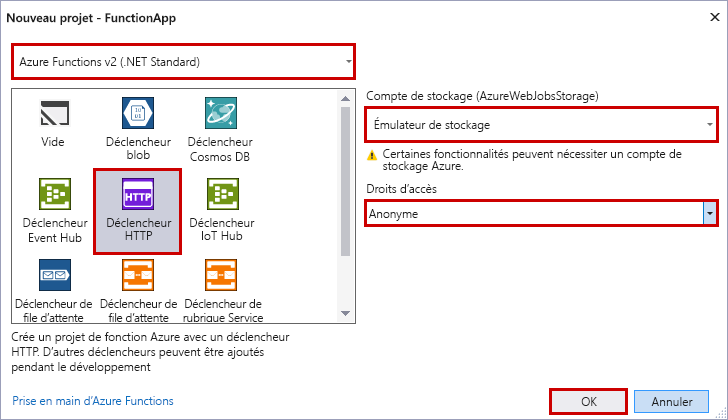 Nouveau projet - FunctionApp
Azure Functions v2 (.NET Standard)
Vide
Déclencheur
blob
01
01
Déclencheur
Cosmos DB
Déclencheur
Event Hub
HTTP
Déclencheur
HTTP
Déclencheur
IoT Hub
Déclencheur de
file d’attente
Déclencheur de
file d’attente
Déclencheur de
rubrique Service
Crée un projet de fonction Azure avec un déclencheur
HTTP. D’autres déclencheurs peuvent être ajoutés
pendant le développement
Prise en main d’Azure Functions
Compte de stockage (AzureWebJobsStorage)
Émulateur de stockage
Certaines fonctionnalités peuvent nécessiter un compte de
stockage Azure.
Droits d’accès
Anonyme
OK
Annuler